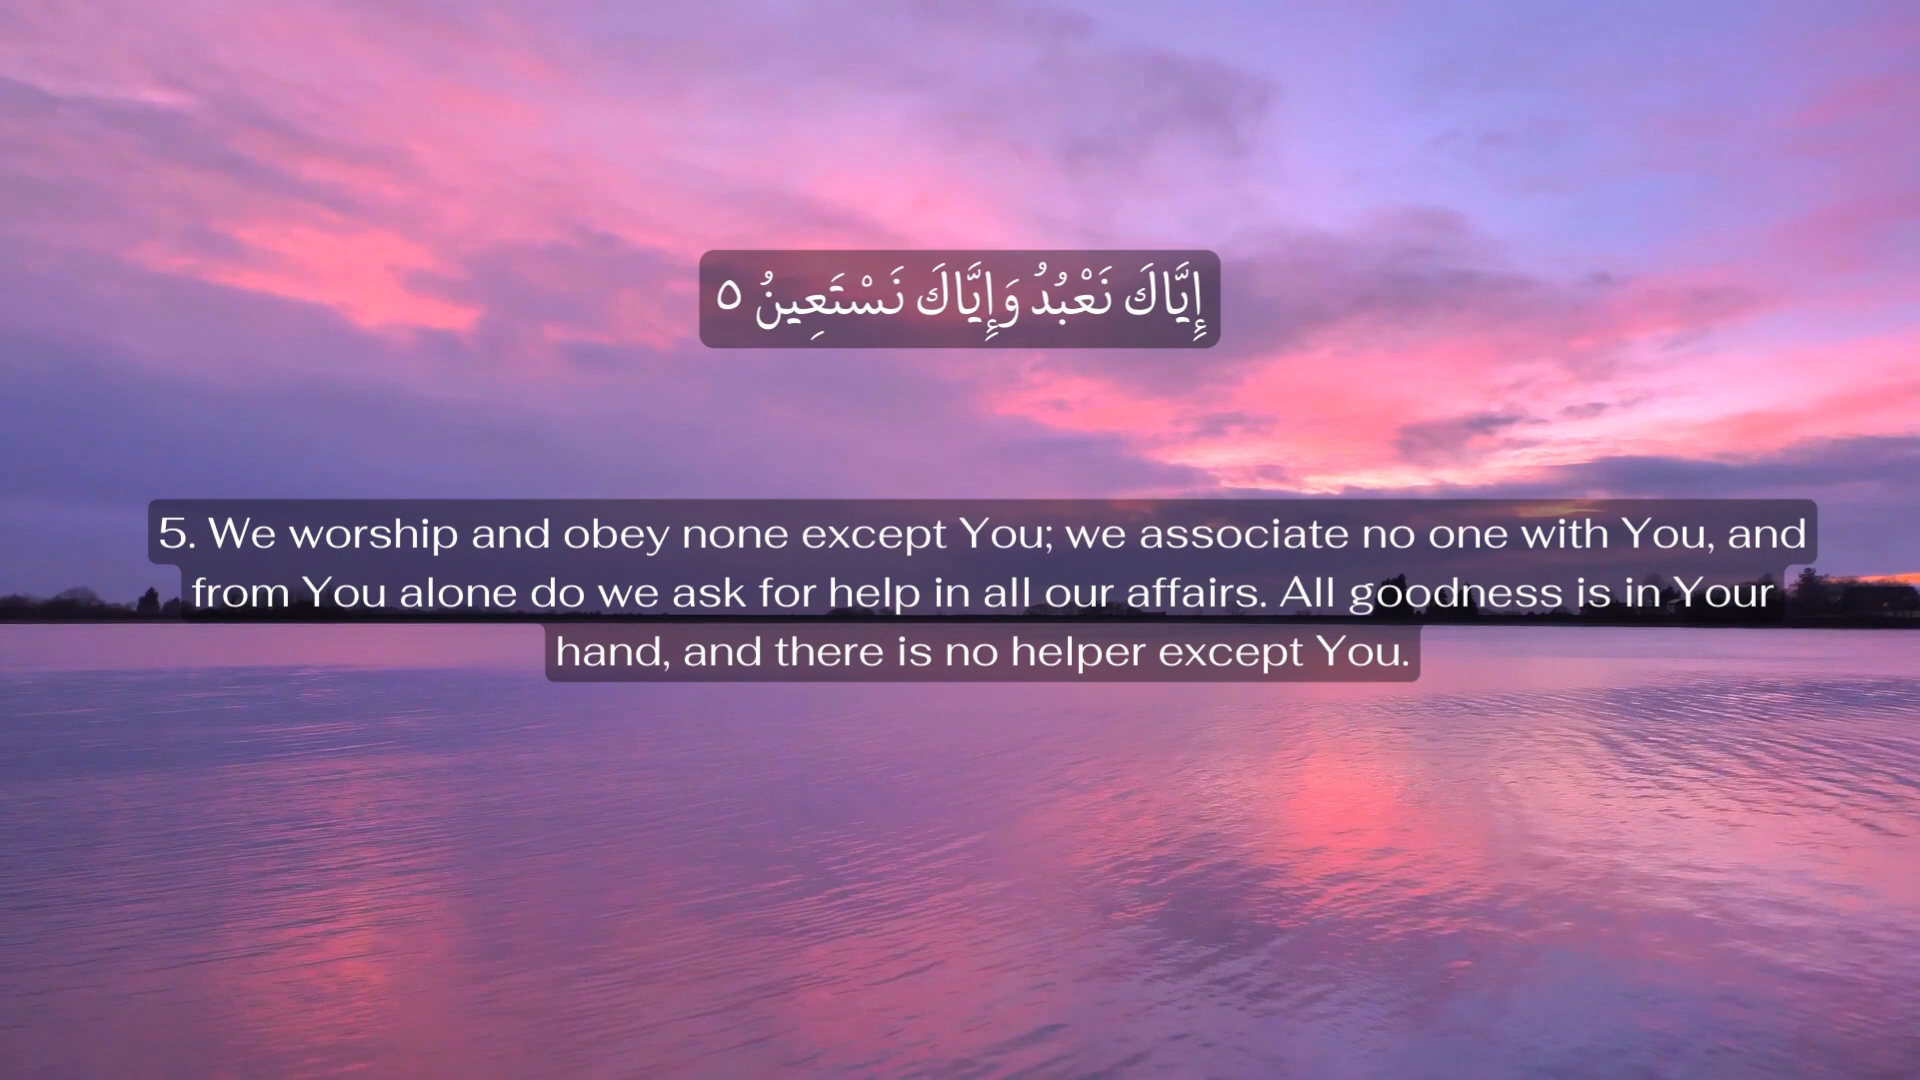 إِيَّاكَ نَعْبُدُ وَإِيَّاكَ نَسْتَعِينُ ٥
5. We worship and obey none except You; we associate no one with You, and
from You alone do we ask for help in all our affairs. All goodness is in Your
hand, and there is no helper except You.